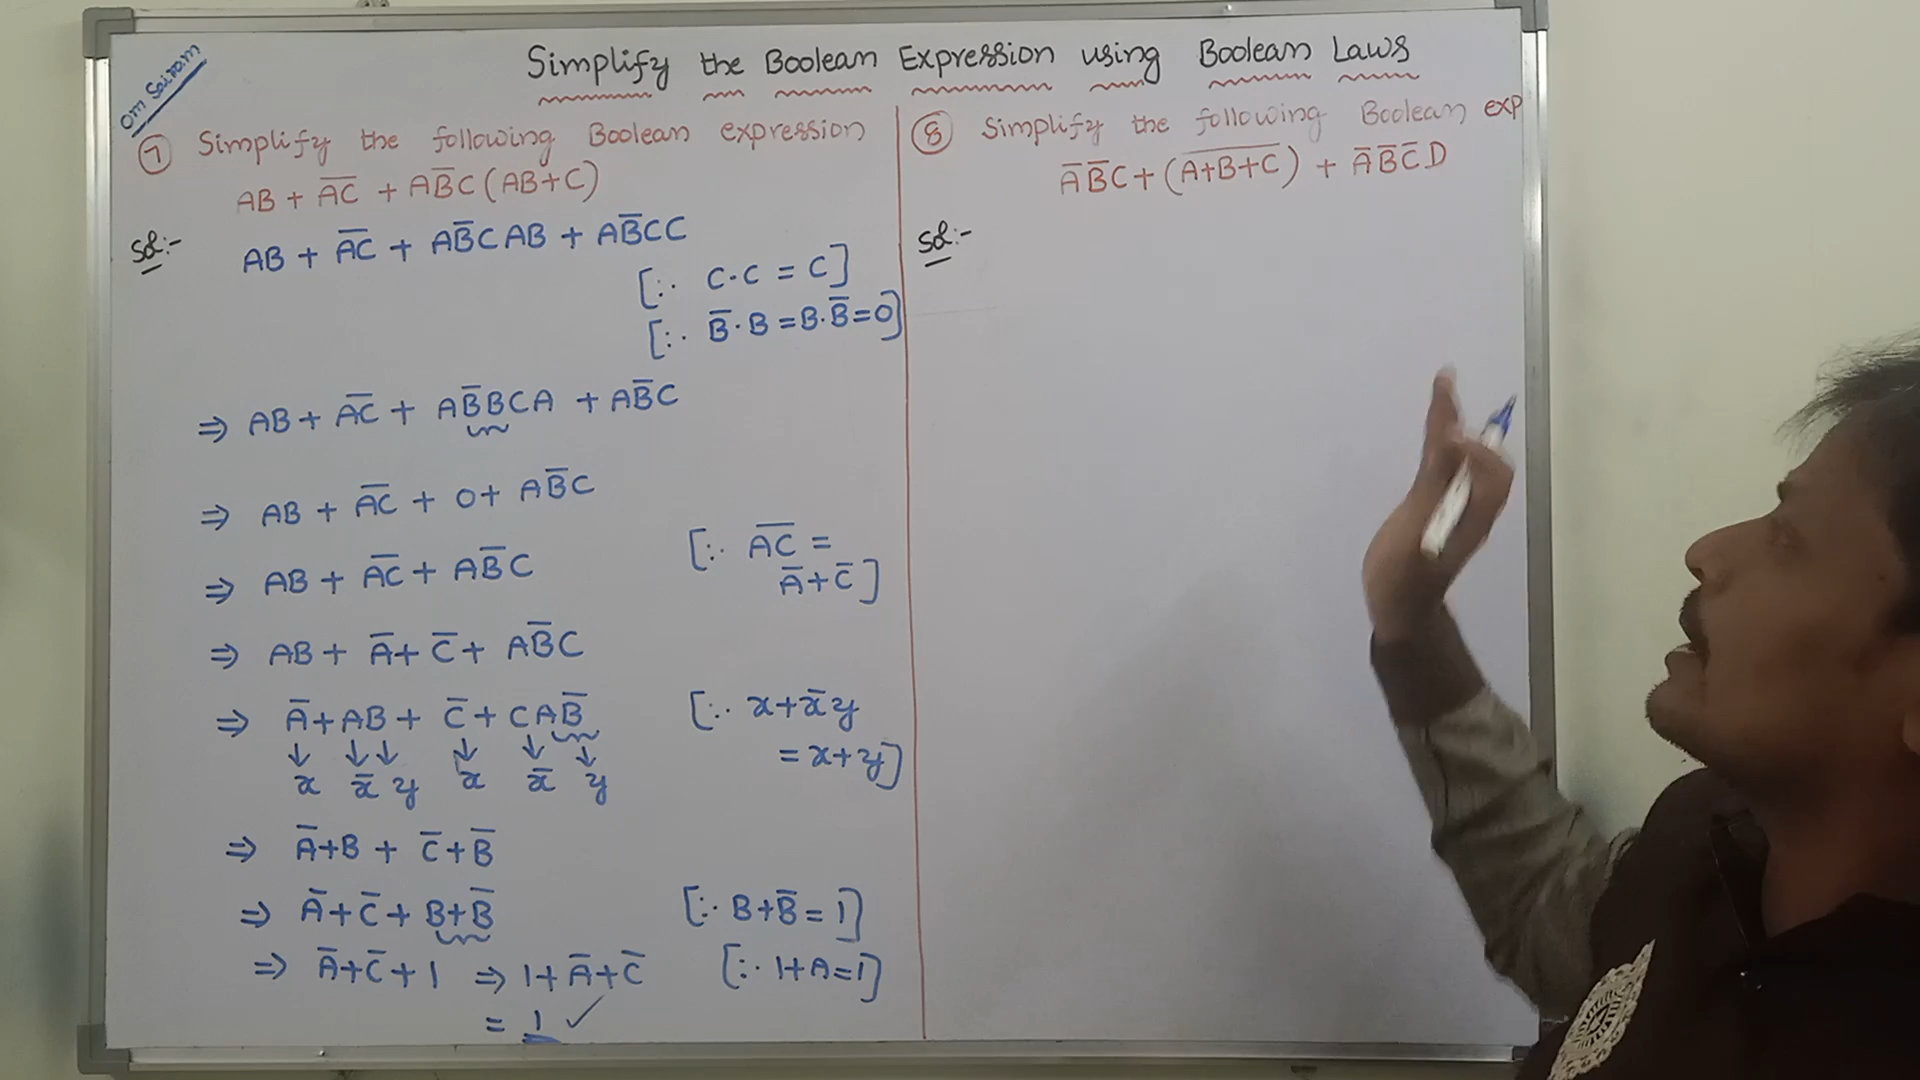 Om Sairam
Simplify the Boolean Expression using Boolean Laws
⑦ Simplify the following Boolean expression
AB + A̅C̅ + AB̅C (AB+C)
Sol:-
AB + A̅C̅ + AB̅CAB + AB̅CC
[∵ C·C = C]
[∵ B̅·B = B·B̅ = 0]
⇒ AB + A̅C̅ + AB̅BCA + AB̅C
⇒ AB + A̅C̅ + 0 + AB̅C
⇒ AB + A̅C̅ + AB̅C
[∵ A̅C̅ =
A̅ + C̅]
⇒ AB + A̅ + C̅ + AB̅C
⇒ A̅ + AB + C̅ + CAB̅
[∵ x + x̅y
= x + y]
↓ ↓ ↓ ↓ ↓ ↓
x x̅ y x x̅ y
⇒ A̅ + B + C̅ + B̅
⇒ A̅ + C̅ + B + B̅ [∵ B + B̅ = 1]
⇒ A̅ + C̅ + 1 ⇒ 1 + A̅ + C̅ [∵ 1 + A = 1]
= 1 ✓
⑧ Simplify the following Boolean exp
A̅B̅C + (A̅+̅B̅+̅C̅) + A̅B̅C̅D
Sol:-